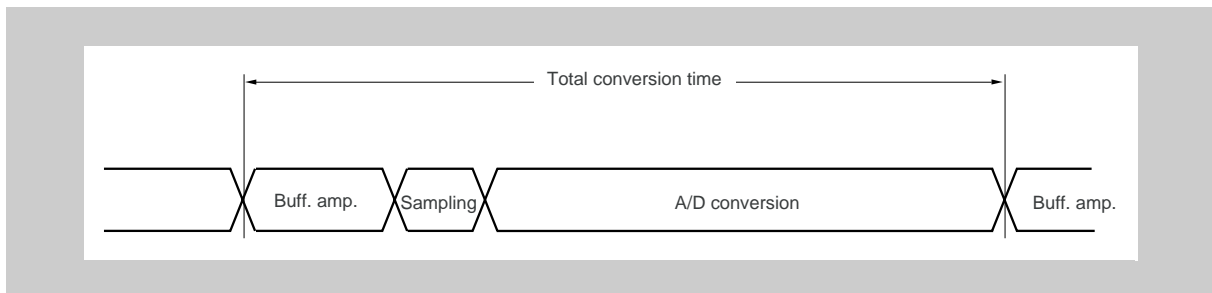 Total conversion time
Buff. amp.
Sampling
A/D conversion
Buff. amp.